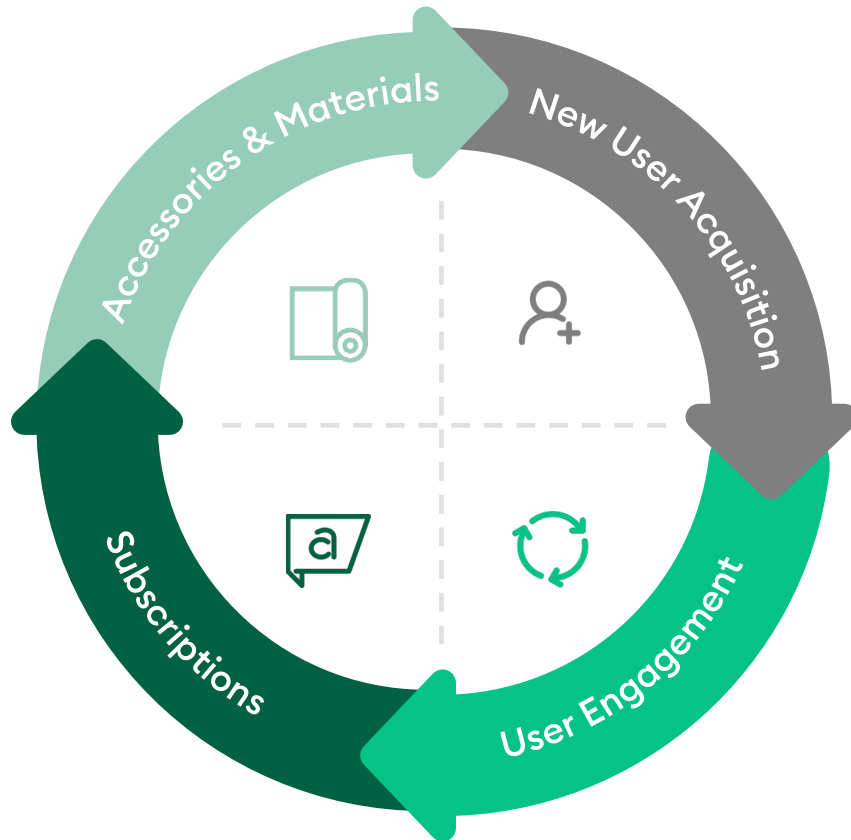 Accessories & Materials
New User Acquisition
User Engagement
Subscriptions
a